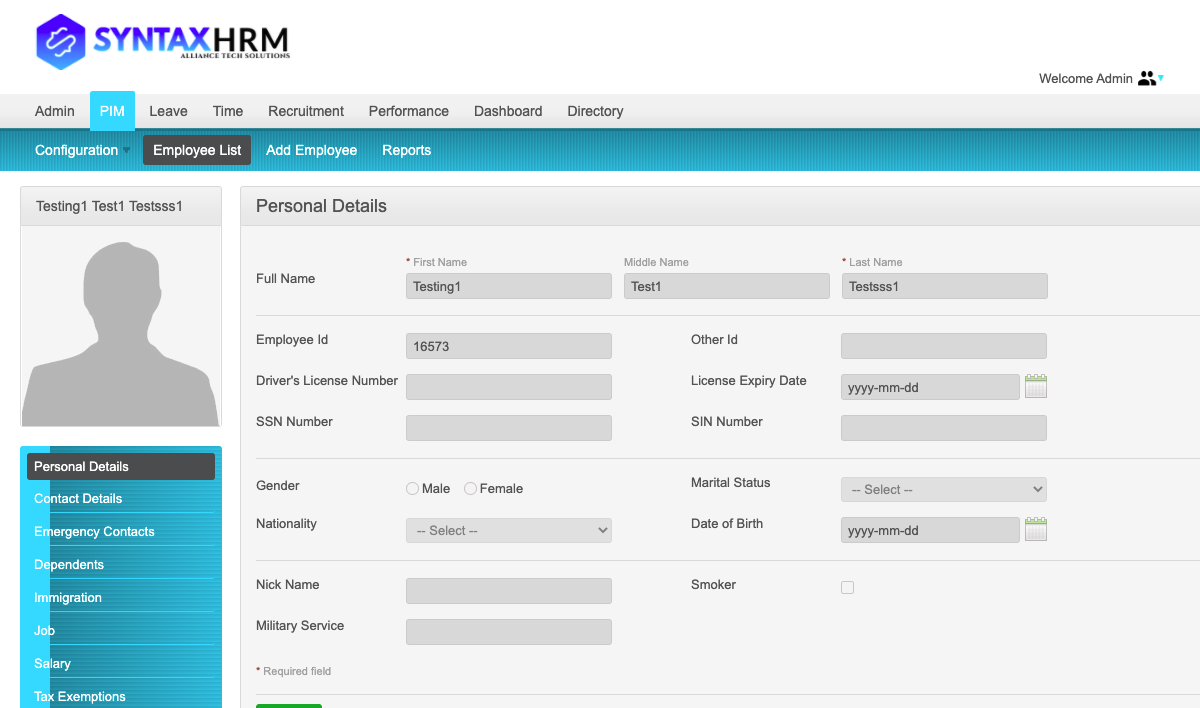 SYNTAXHRM
ALLIANCE TECH SOLUTIONS
Welcome Admin
Admin PIM Leave Time Recruitment Performance Dashboard Directory
Configuration Employee List Add Employee Reports
Testing1 Test1 Testsss1
Personal Details
* First Name Middle Name * Last Name
Full Name
Testing1 Test1 Testsss1
Employee Id 16573 Other Id
Driver's License Number License Expiry Date yyyy-mm-dd
SSN Number SIN Number
Gender Male Female Marital Status -- Select --
Nationality -- Select -- Date of Birth yyyy-mm-dd
Nick Name Smoker
Military Service
* Required field
Personal Details
Contact Details
Emergency Contacts
Dependents
Immigration
Job
Salary
Tax Exemptions